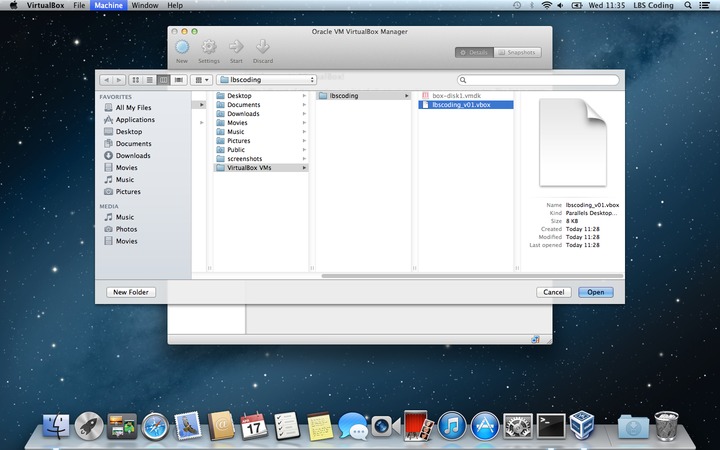 VirtualBox File Machine Window Help Wed 11:35 LBS Coding
Oracle VM VirtualBox Manager
New Settings Start Discard Details Snapshots
lbscoding
FAVORITES
All My Files
Applications
Desktop
Documents
Downloads
Movies
Music
Pictures
MEDIA
Music
Photos
Movies
Desktop
Documents
Downloads
Movies
Music
Pictures
Public
screenshots
VirtualBox VMs
lbscoding
box-disk1.vmdk
lbscoding_v01.vbox
Name lbscoding_v01.vbox
Kind Parallels Desktop...
Size 8 KB
Created Today 11:28
Modified Today 11:28
Last opened Today 11:28
New Folder Cancel Open
17